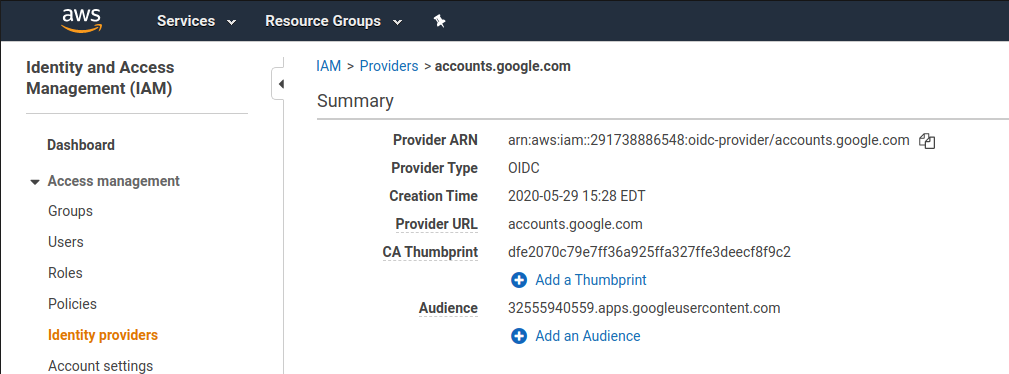 aws Services Resource Groups
Identity and Access
Management (IAM)
Dashboard
Access management
Groups
Users
Roles
Policies
Identity providers
Account settings
IAM > Providers > accounts.google.com
Summary
Provider ARN arn:aws:iam::291738886548:oidc-provider/accounts.google.com
Provider Type OIDC
Creation Time 2020-05-29 15:28 EDT
Provider URL accounts.google.com
CA Thumbprint dfe2070c79e7ff36a925ffa327ffe3deecf8f9c2
Add a Thumbprint
Audience 32555940559.apps.googleusercontent.com
Add an Audience